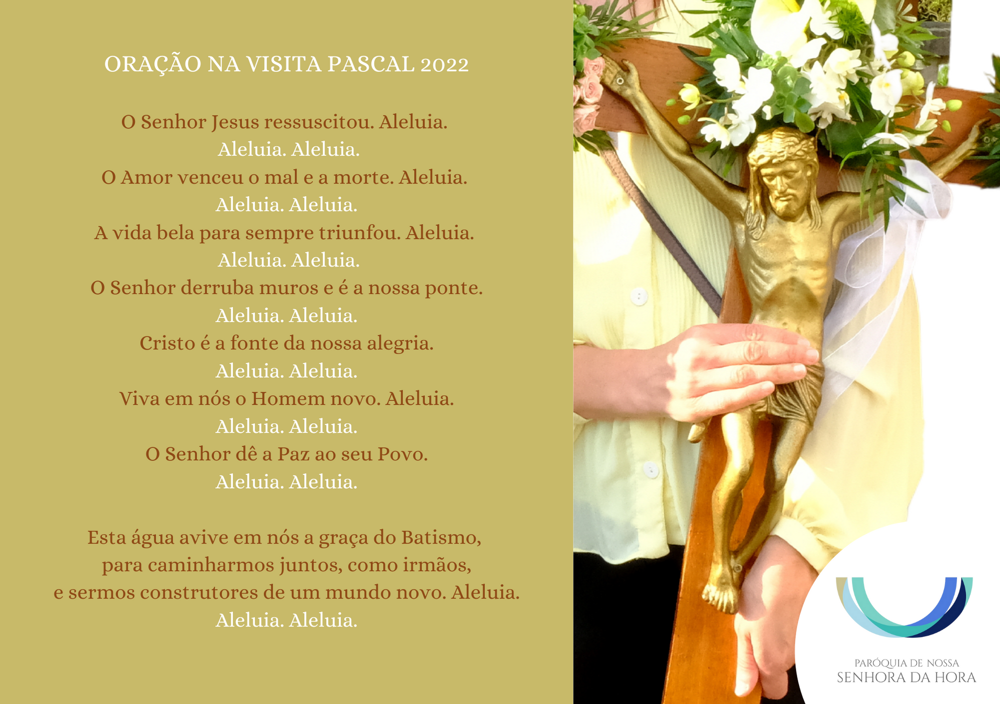 ORAÇÃO NA VISITA PASCAL 2022
O Senhor Jesus ressuscitou. Aleluia.
Aleluia. Aleluia.
O Amor venceu o mal e a morte. Aleluia.
Aleluia. Aleluia.
A vida bela para sempre triunfou. Aleluia.
Aleluia. Aleluia.
O Senhor derruba muros e é a nossa ponte.
Aleluia. Aleluia.
Cristo é a fonte da nossa alegria.
Aleluia. Aleluia.
Viva em nós o Homem novo. Aleluia.
Aleluia. Aleluia.
O Senhor dê a Paz ao seu Povo.
Aleluia. Aleluia.
Esta água avive em nós a graça do Batismo,
para caminharmos juntos, como irmãos,
e sermos construtores de um mundo novo. Aleluia.
Aleluia. Aleluia.
PARÓQUIA DE NOSSA
SENHORA DA HORA